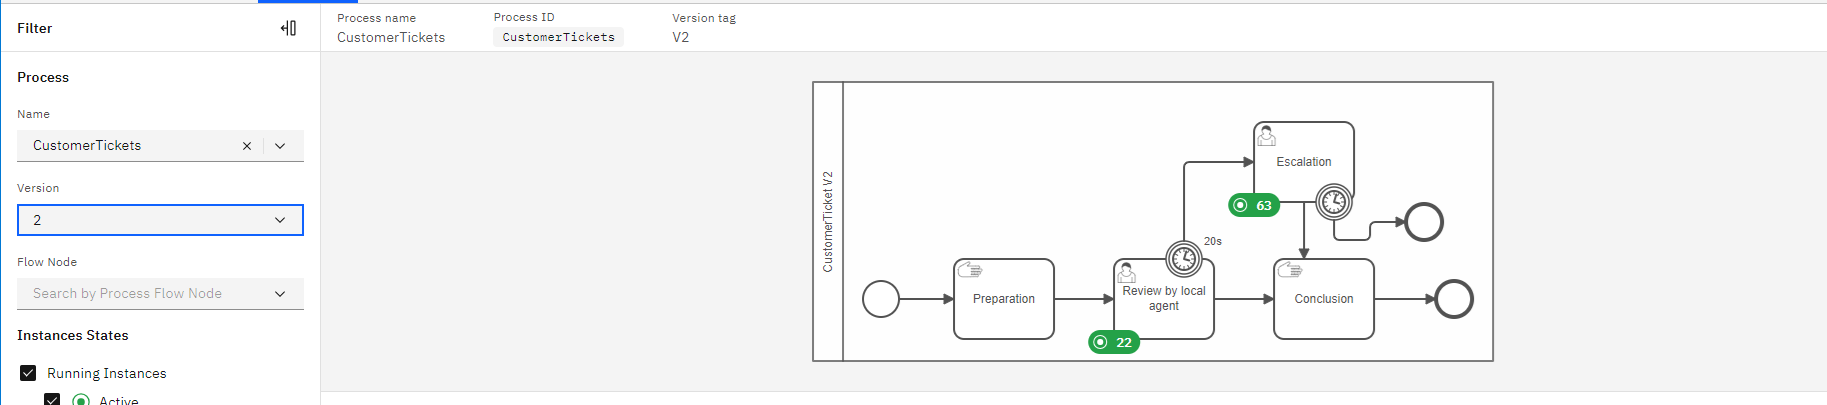 Filter
Process name
Process ID
Version tag
CustomerTickets
CustomerTickets
V2
Process
Name
CustomerTickets
Version
2
Flow Node
Search by Process Flow Node
Instances States
Running Instances
Active
CustomerTicket V2
Escalation
63
20s
Preparation
Review by local
agent
22
Conclusion